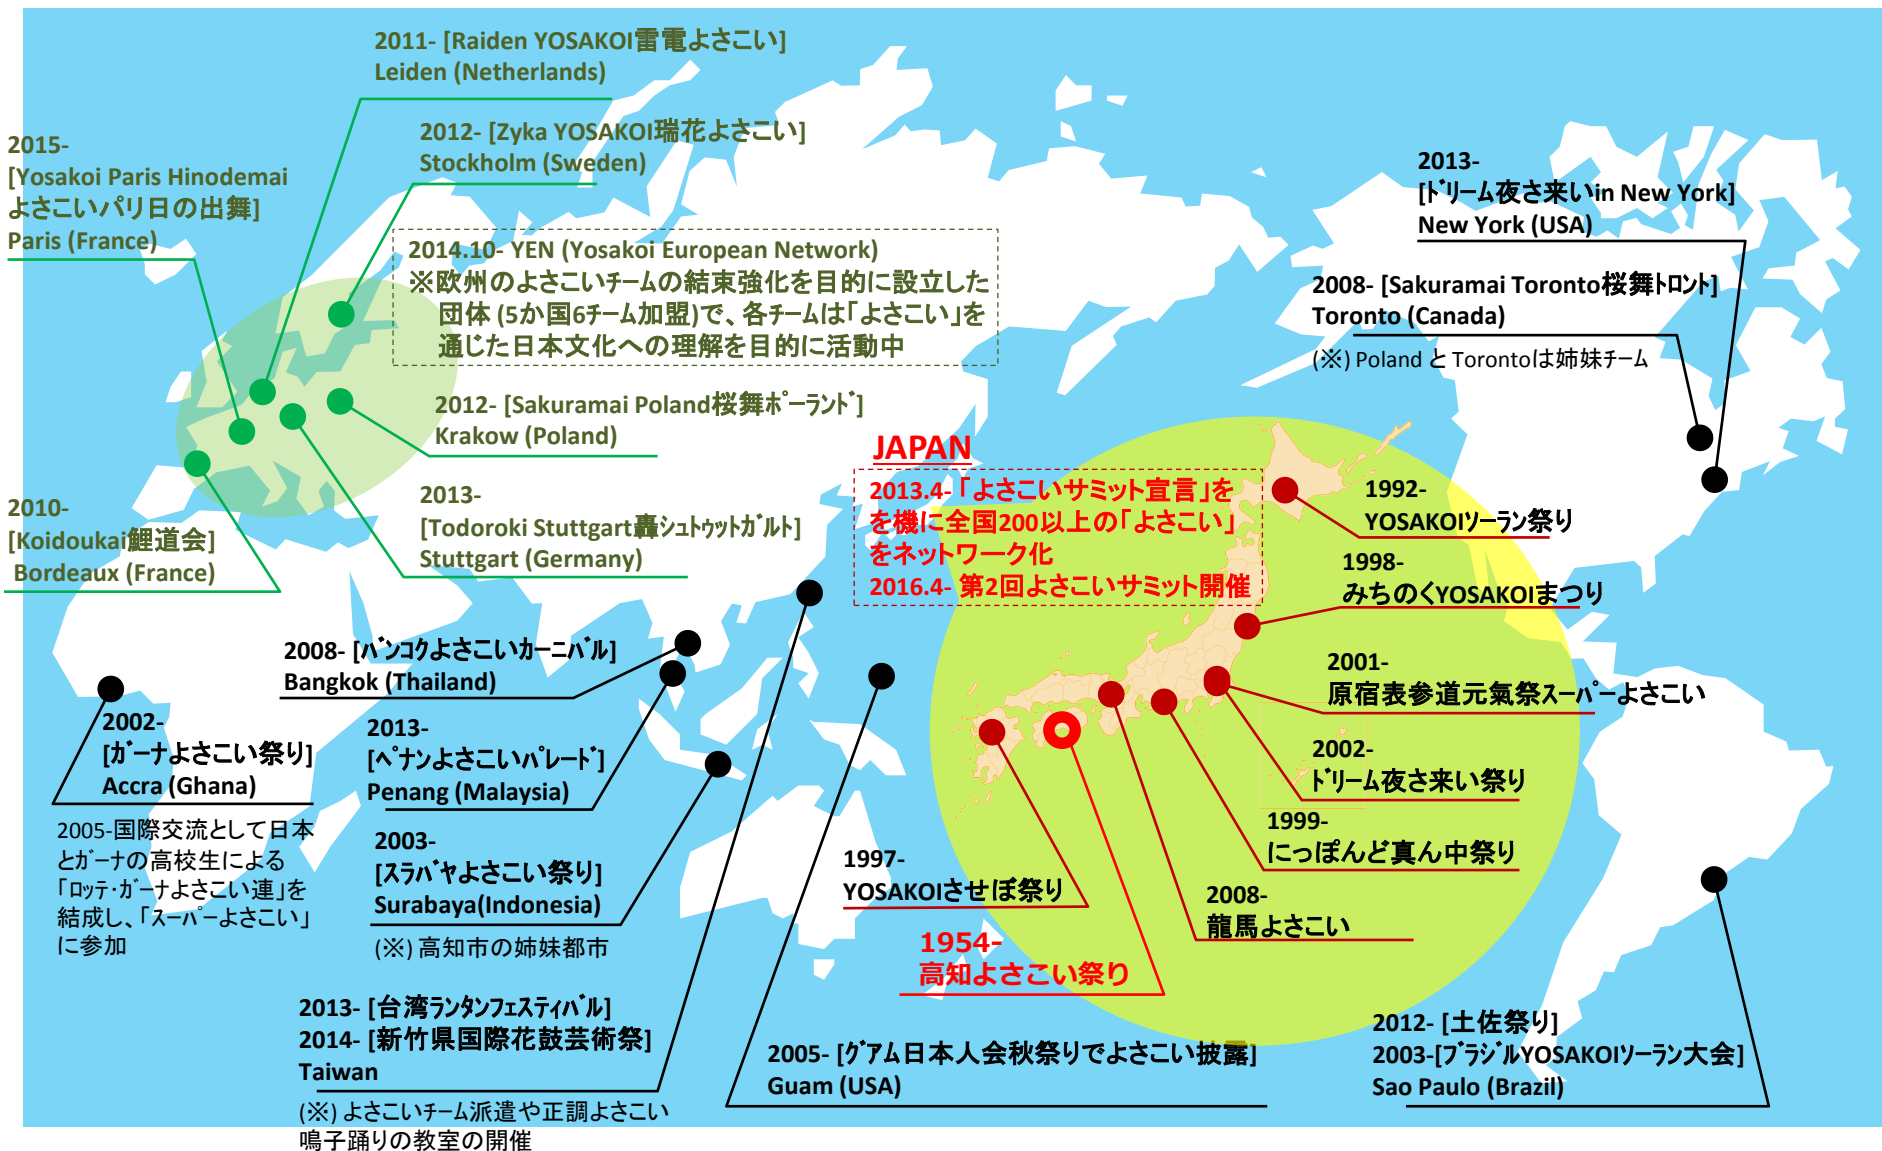 2011- [Raiden YOSAKOI雷電よさこい]
Leiden (Netherlands)
2012- [Zyka YOSAKOI瑞花よさこい]
Stockholm (Sweden)
2015-
[Yosakoi Paris Hinodemai
よさこいパリ日の出舞]
Paris (France)
2014.10- YEN (Yosakoi European Network)
※欧州のよさこいﾁｰﾑの結束強化を目的に設立した
団体 (5か国6ﾁｰﾑ加盟)で、各ﾁｰﾑは「よさこい」を
通じた日本文化への理解を目的に活動中
2012- [Sakuramai Poland桜舞ﾎﾟｰﾗﾝﾄﾞ]
Krakow (Poland)
2013-
[Todoroki Stuttgart轟ｼｭﾄｩｯﾄｶﾞﾙﾄ]
Stuttgart (Germany)
2010-
[Koidoukai鯉道会]
Bordeaux (France)
2013-
[ﾄﾞﾘｰﾑ夜さ来いin New York]
New York (USA)
2008- [Sakuramai Toronto桜舞ﾄﾛﾝﾄ]
Toronto (Canada)
(※) Poland と Torontoは姉妹ﾁｰﾑ
JAPAN
2013.4-「よさこいサミット宣言」を
を機に全国200以上の「よさこい」
をネットワーク化
2016.4- 第2回よさこいサミット開催
1992-
YOSAKOIｿｰﾗﾝ祭り
1998-
みちのくYOSAKOIまつり
2001-
原宿表参道元氣祭ｽｰﾊﾟｰよさこい
2002-
ﾄﾞﾘｰﾑ夜さ来い祭り
1999-
にっぽんど真ん中祭り
2008-
龍馬よさこい
1997-
YOSAKOIさせぼ祭り
1954-
高知よさこい祭り
2008- [ﾊﾞﾝｺｸよさこいｶｰﾆﾊﾞﾙ]
Bangkok (Thailand)
2013-
[ﾍﾟﾅﾝよさこいﾊﾟﾚｰﾄﾞ]
Penang (Malaysia)
2003-
[ｽﾗﾊﾞﾔよさこい祭り]
Surabaya(Indonesia)
(※) 高知市の姉妹都市
2002-
[ｶﾞｰﾅよさこい祭り]
Accra (Ghana)
2005-国際交流として日本
とｶﾞｰﾅの高校生による
「ﾛｯﾃ･ｶﾞｰﾅよさこい連」を
結成し、「ｽｰﾊﾟｰよさこい」
に参加
2013- [台湾ﾗﾝﾀﾝﾌｪｽﾃｨﾊﾞﾙ]
2014- [新竹県国際花鼓芸術祭]
Taiwan
(※) よさこいﾁｰﾑ派遣や正調よさこい
鳴子踊りの教室の開催
2005- [ｸﾞｱﾑ日本人会秋祭りでよさこい披露]
Guam (USA)
2012- [土佐祭り]
2003-[ﾌﾞﾗｼﾞﾙYOSAKOIｿｰﾗﾝ大会]
Sao Paulo (Brazil)